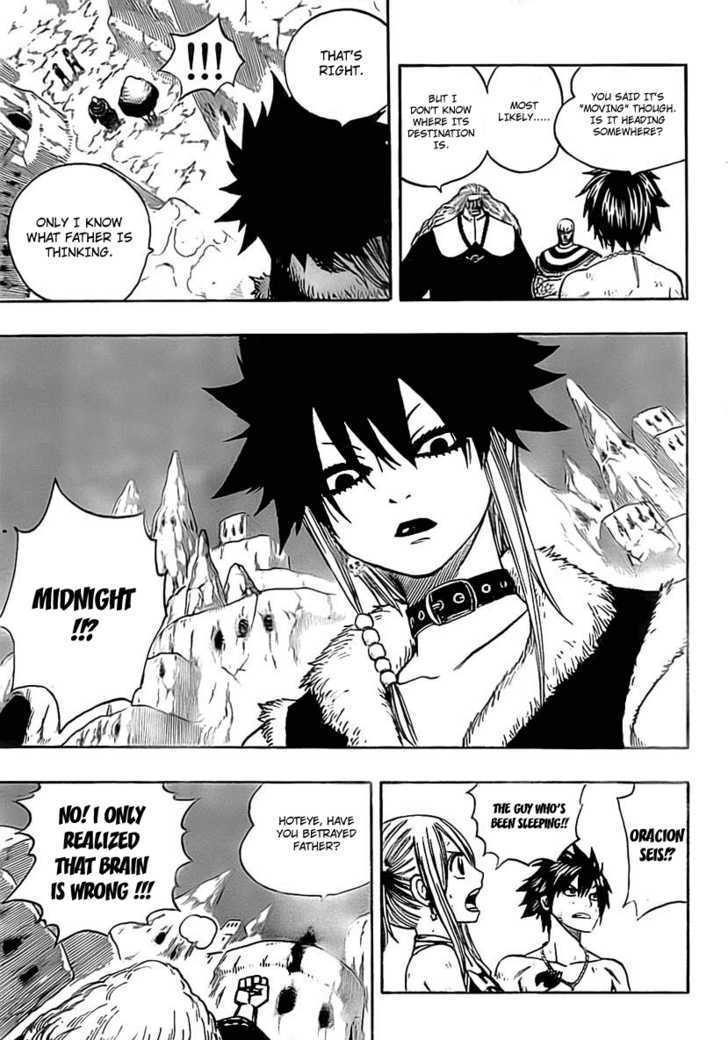 YOU SAID IT'S
"MOVING" THOUGH.
IS IT HEADING
SOMEWHERE?
MOST
LIKELY.....
BUT I
DON'T KNOW
WHERE ITS
DESTINATION
IS.
THAT'S
RIGHT.
!!!
ONLY I KNOW
WHAT FATHER IS
THINKING.
MIDNIGHT
!!?
ORACION
SEIS!?
THE GUY WHO'S
BEEN SLEEPING!!
HOTEYE, HAVE
YOU BETRAYED
FATHER?
NO! I ONLY
REALIZED
THAT BRAIN
IS WRONG !!!